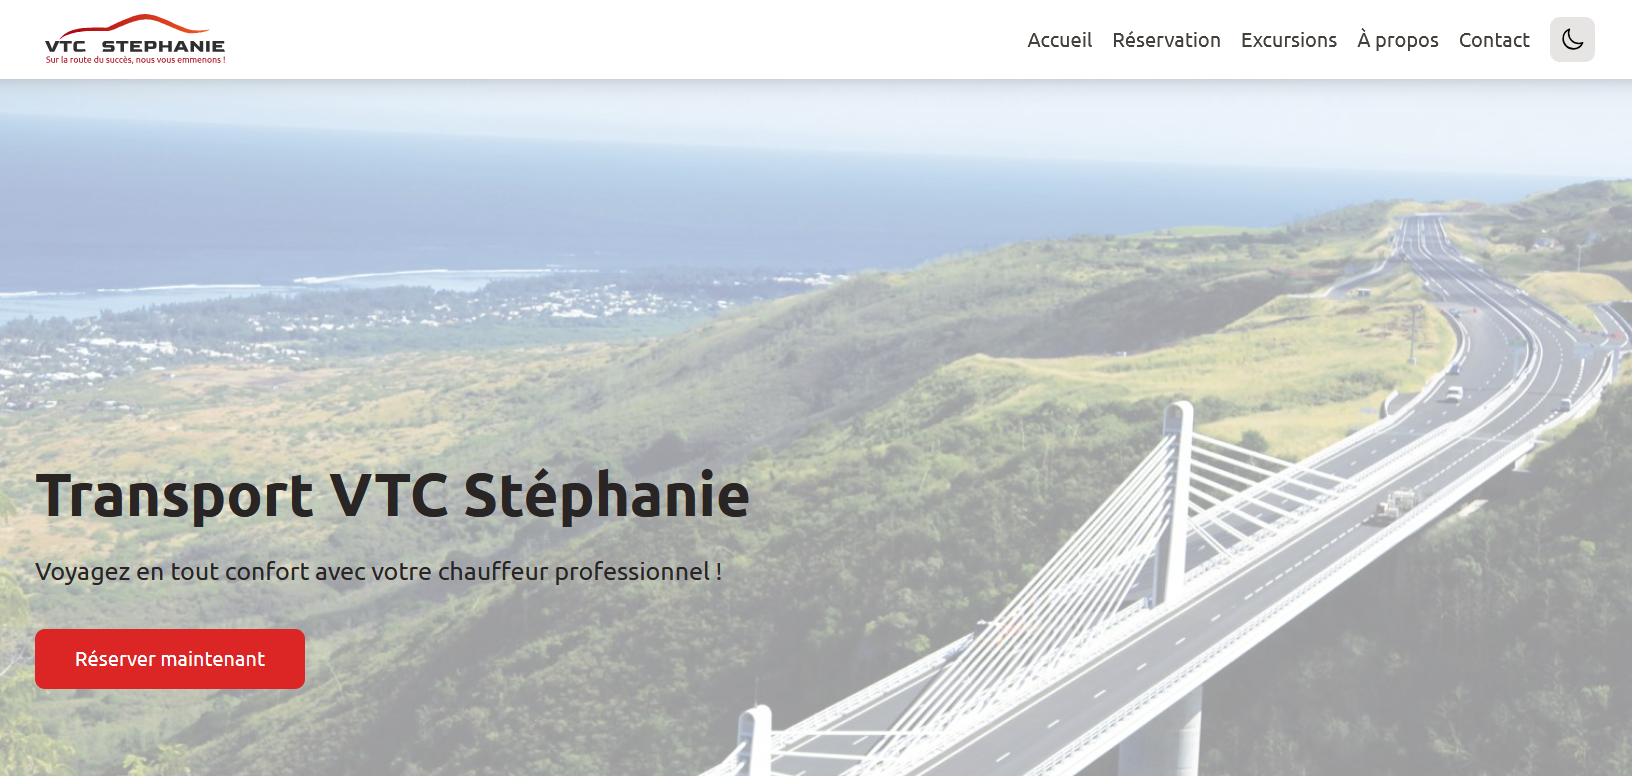 VTC STEPHANIE
Sur la route du succès, nous vous emmenons !
Accueil Réservation Excursions À propos Contact
Transport VTC Stéphanie
Voyagez en tout confort avec votre chauffeur professionnel !
Réserver maintenant